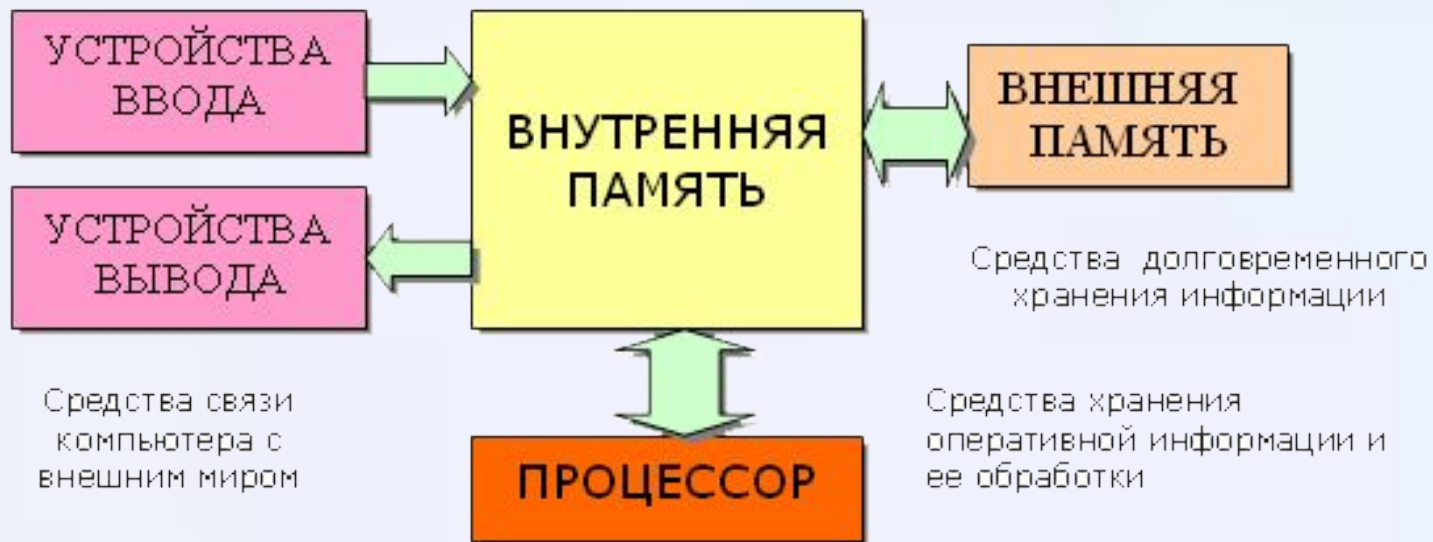 УСТРОЙСТВА
ВВОДА
ВНУТРЕННЯЯ
ПАМЯТЬ
ВНЕШНЯЯ
ПАМЯТЬ
УСТРОЙСТВА
ВЫВОДА
Средства долговременного
хранения информации
Средства связи
компьютера с
внешним миром
Средства хранения
оперативной информации и
ее обработки
ПРОЦЕССОР